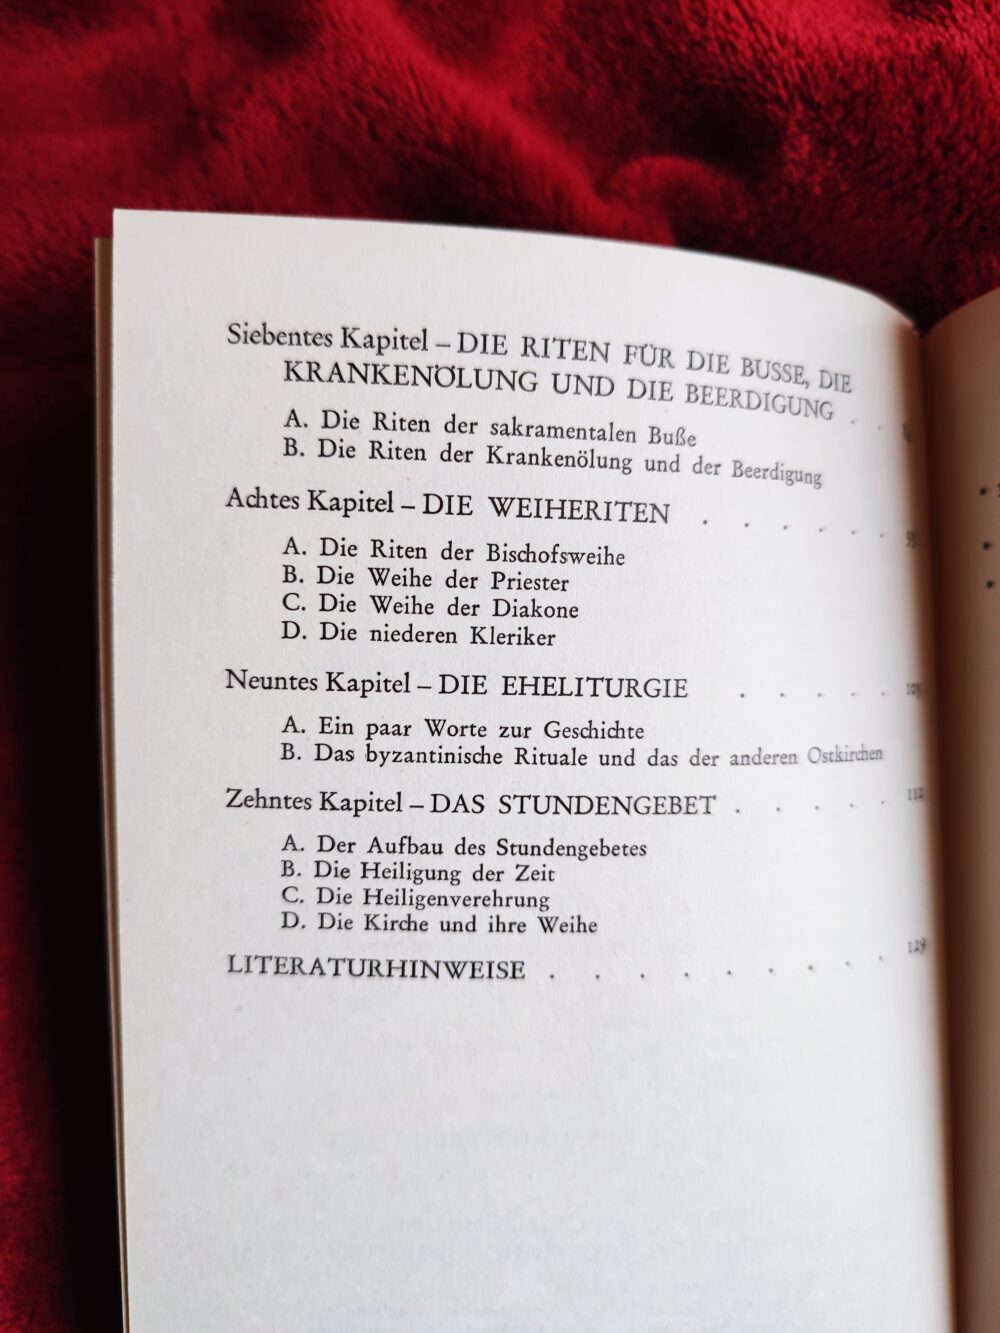 Siebentes Kapitel – DIE RITEN FÜR DIE BUSSE, DIE
KRANKENÖLUNG UND DIE BEERDIGUNG . .
A. Die Riten der sakramentalen Buße
B. Die Riten der Krankenölung und der Beerdigung
Achtes Kapitel – DIE WEIHERITEN . . . . .
A. Die Riten der Bischofsweihe
B. Die Weihe der Priester
C. Die Weihe der Diakone
D. Die niederen Kleriker
Neuntes Kapitel – DIE EHELITURGIE . . . . .
A. Ein paar Worte zur Geschichte
B. Das byzantinische Rituale und das der anderen Ostkirchen
Zehntes Kapitel – DAS STUNDENGEBET . . . . . 112
A. Der Aufbau des Stundengebetes
B. Die Heiligung der Zeit
C. Die Heiligenverehrung
D. Die Kirche und ihre Weihe
LITERATURHINWEISE . . . . . . . . . 129